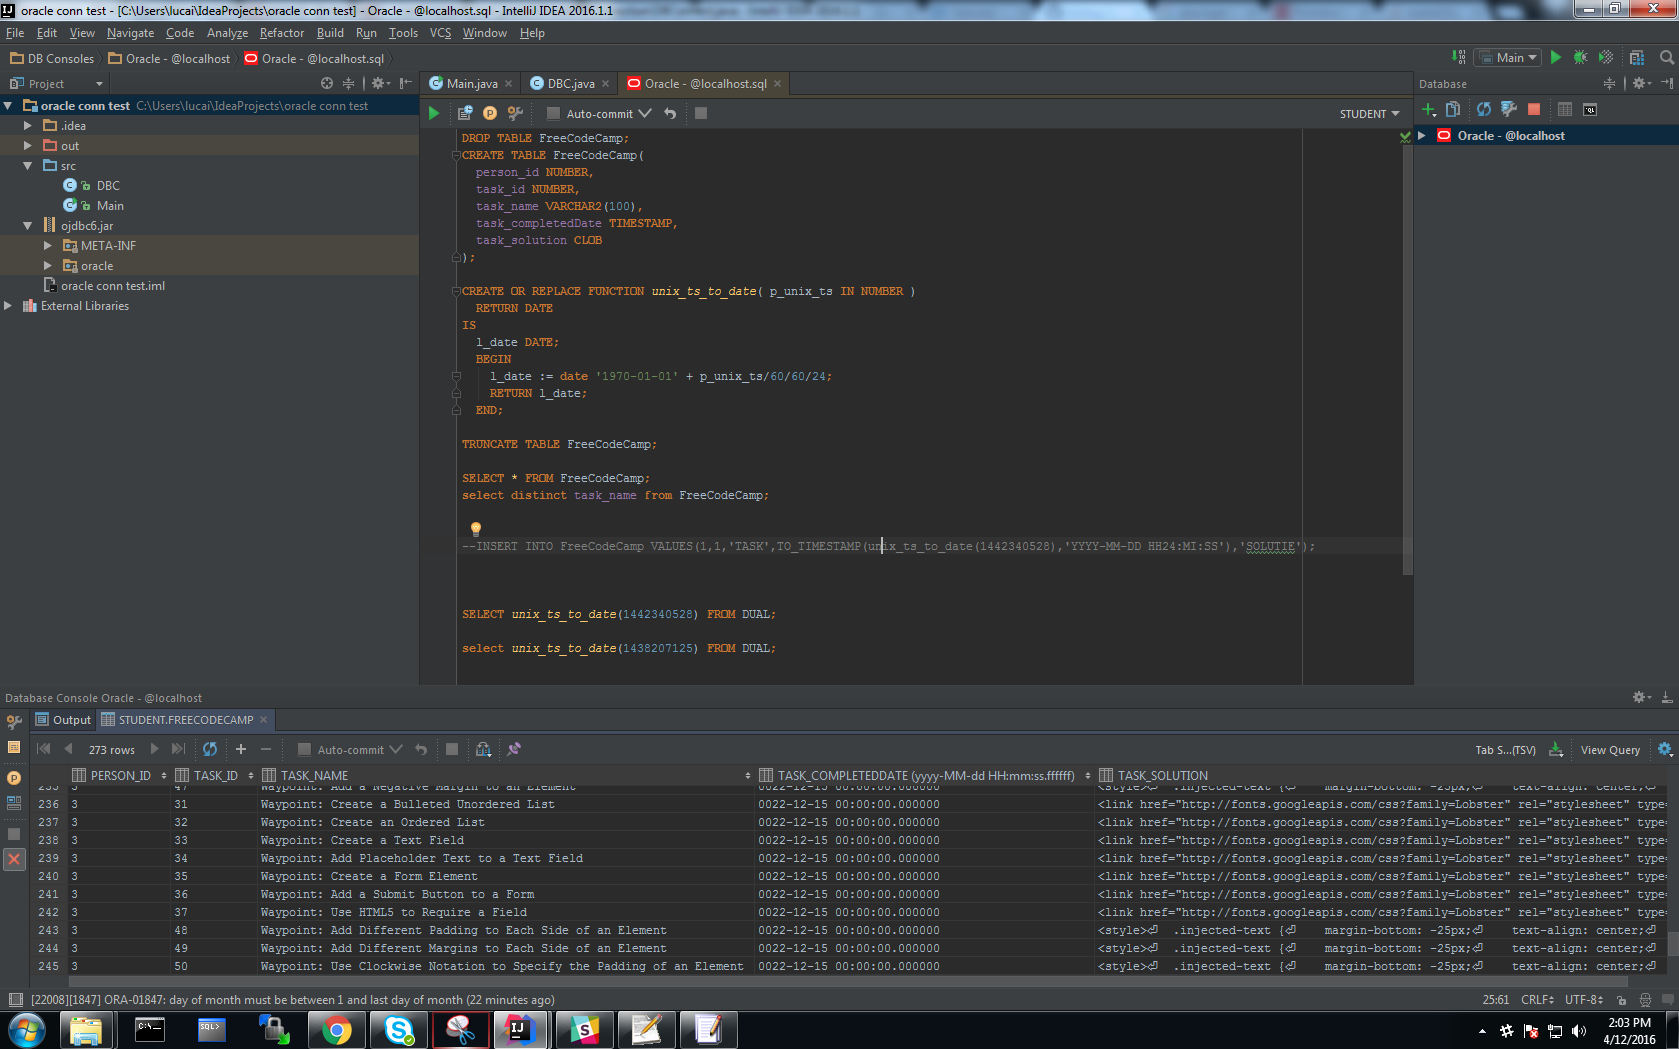 oracle conn test - [C:\Users\lucai\IdeaProjects\oracle conn test] - Oracle - @localhost.sql - IntelliJ IDEA 2016.1.1
File Edit View Navigate Code Analyze Refactor Build Run Tools VCS Window Help
DB Consoles Oracle - @localhost Oracle - @localhost.sql Main
Project Main.java DBC.java Oracle - @localhost.sql Database
oracle conn test C:\Users\lucai\IdeaProjects\oracle conn test
.idea
out
src
DBC
Main
ojdbc6.jar
META-INF
oracle
oracle conn test.iml
External Libraries
Auto-commit STUDENT
Oracle - @localhost
DROP TABLE FreeCodeCamp;
CREATE TABLE FreeCodeCamp(
person_id NUMBER,
task_id NUMBER,
task_name VARCHAR2(100),
task_completedDate TIMESTAMP,
task_solution CLOB
);
CREATE OR REPLACE FUNCTION unix_ts_to_date( p_unix_ts IN NUMBER )
RETURN DATE
IS
l_date DATE;
BEGIN
l_date := date '1970-01-01' + p_unix_ts/60/60/24;
RETURN l_date;
END;
TRUNCATE TABLE FreeCodeCamp;
SELECT * FROM FreeCodeCamp;
select distinct task_name from FreeCodeCamp;
--INSERT INTO FreeCodeCamp VALUES(1,1,'TASK',TO_TIMESTAMP(unix_ts_to_date(1442340528),'YYYY-MM-DD HH24:MI:SS'),'SOLUTIE');
SELECT unix_ts_to_date(1442340528) FROM DUAL;
select unix_ts_to_date(1438207125) FROM DUAL;
Database Console Oracle - @localhost
Output STUDENT.FREECODECAMP
273 rows Auto-commit Tab S...(TSV) View Query
PERSON_ID TASK_ID TASK_NAME TASK_COMPLETEDDATE (yyyy-MM-dd HH:mm:ss.ffffff) TASK_SOLUTION
235 3 47 Waypoint: Add a Negative Margin to an Element 0022-12-15 00:00:00.000000 <style>⏎ .injected-text {⏎ margin-bottom: -25px;⏎ text-align: center;⏎
236 3 31 Waypoint: Create a Bulleted Unordered List 0022-12-15 00:00:00.000000 <link href="http://fonts.googleapis.com/css?family=Lobster" rel="stylesheet" type=
237 3 32 Waypoint: Create an Ordered List 0022-12-15 00:00:00.000000 <link href="http://fonts.googleapis.com/css?family=Lobster" rel="stylesheet" type=
238 3 33 Waypoint: Create a Text Field 0022-12-15 00:00:00.000000 <link href="http://fonts.googleapis.com/css?family=Lobster" rel="stylesheet" type=
239 3 34 Waypoint: Add Placeholder Text to a Text Field 0022-12-15 00:00:00.000000 <link href="http://fonts.googleapis.com/css?family=Lobster" rel="stylesheet" type=
240 3 35 Waypoint: Create a Form Element 0022-12-15 00:00:00.000000 <link href="http://fonts.googleapis.com/css?family=Lobster" rel="stylesheet" type=
241 3 36 Waypoint: Add a Submit Button to a Form 0022-12-15 00:00:00.000000 <link href="http://fonts.googleapis.com/css?family=Lobster" rel="stylesheet" type=
242 3 37 Waypoint: Use HTML5 to Require a Field 0022-12-15 00:00:00.000000 <link href="http://fonts.googleapis.com/css?family=Lobster" rel="stylesheet" type=
243 3 48 Waypoint: Add Different Padding to Each Side of an Element 0022-12-15 00:00:00.000000 <style>⏎ .injected-text {⏎ margin-bottom: -25px;⏎ text-align: center;⏎
244 3 49 Waypoint: Add Different Margins to Each Side of an Element 0022-12-15 00:00:00.000000 <style>⏎ .injected-text {⏎ margin-bottom: -25px;⏎ text-align: center;⏎
245 3 50 Waypoint: Use Clockwise Notation to Specify the Padding of an Element 0022-12-15 00:00:00.000000 <style>⏎ .injected-text {⏎ margin-bottom: -25px;⏎ text-align: center;⏎
[22008][1847] ORA-01847: day of month must be between 1 and last day of month (22 minutes ago) 25:61 CRLF UTF-8
2:03 PM
4/12/2016